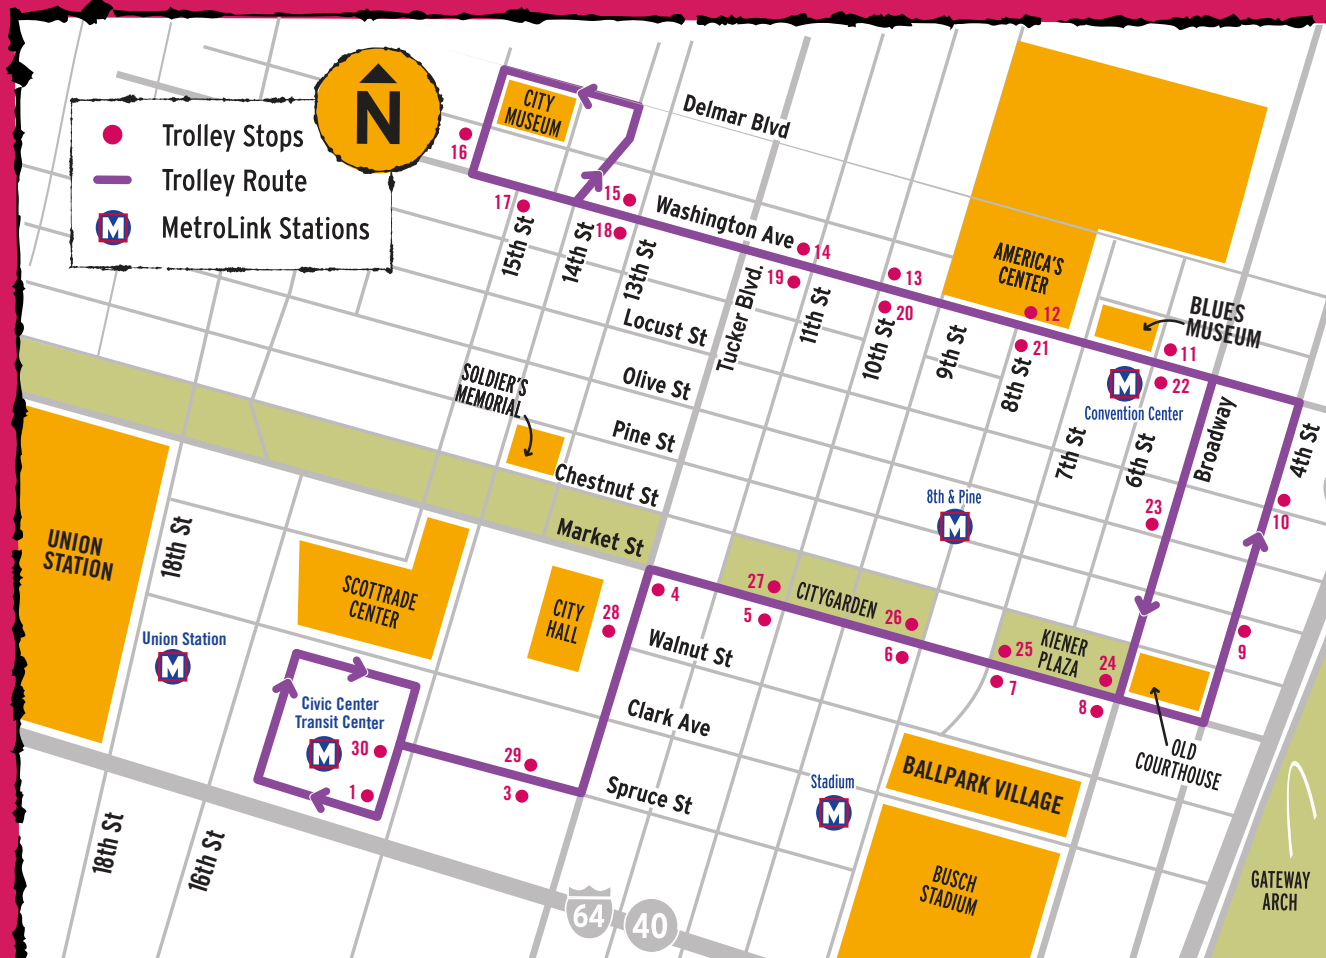 N
Trolley Stops
Trolley Route
M
MetroLink Stations
CITY
MUSEUM
16
17
15
18
Delmar Blvd
Washington Ave
14
19
13
20
15th St
14th St
13th St
Tucker Blvd.
11th St
10th St
9th St
8th St
7th St
6th St
Broadway
4th St
AMERICA'S
CENTER
12
21
BLUES
MUSEUM
11
22
M
Convention Center
Locust St
Olive St
Pine St
Chestnut St
Market St
SOLDIER'S
MEMORIAL
8th & Pine
M
23
10
9
UNION
STATION
18th St
Union Station
M
SCOTTRADE
CENTER
CITY
HALL
28
4
27
5
CITYGARDEN
26
6
25
7
KIENER
PLAZA
24
8
OLD
COURTHOUSE
Walnut St
Clark Ave
Spruce St
Civic Center
Transit Center
M
30
1
29
3
Stadium
M
BALLPARK VILLAGE
BUSCH
STADIUM
GATEWAY
ARCH
18th St
16th St
64
40